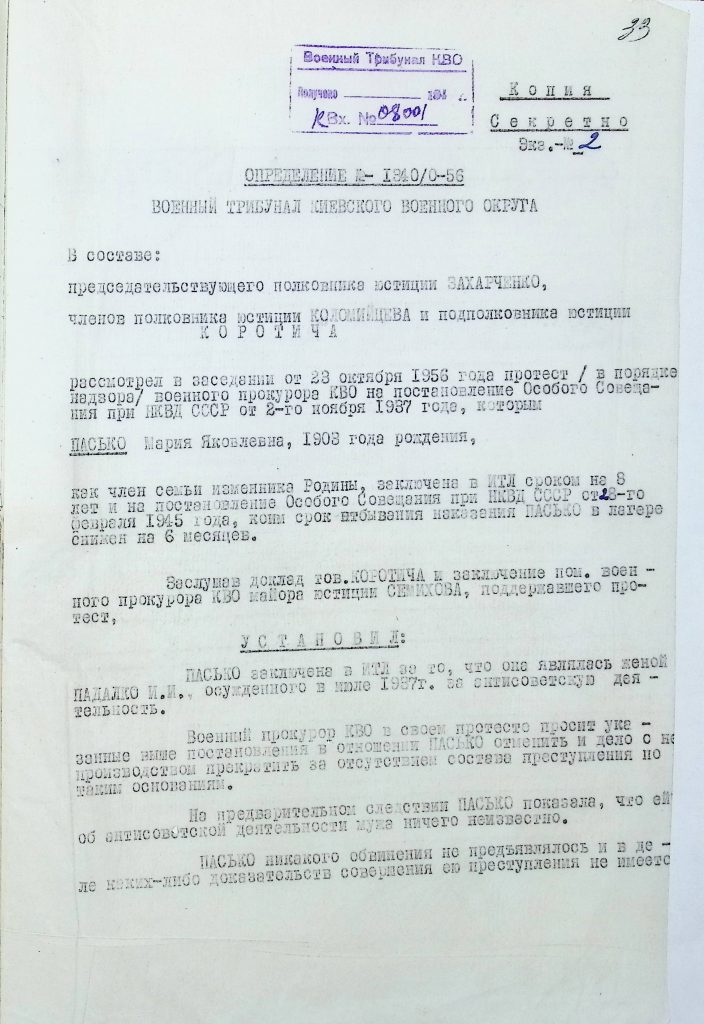 33
Военный Трибунал КВО
Получено 195 г.
Вх. № 08001
Копия
Секретно
Экз.-№ 2
ОПРЕДЕЛЕНИЕ №- 1340/0-56
ВОЕННЫЙ ТРИБУНАЛ КИЕВСКОГО ВОЕННОГО ОКРУГА
В составе:
председательствующего полковника юстиции ЗАХАРЧЕНКО,
членов полковника юстиции КОЛОМИЙЦЕВА и подполковника юстиции
КОРОТИЧА
рассмотрел в заседании от 23 октября 1956 года протест / в порядке
надзора/ военного прокурора КВО на постановление Особого Совеща-
ния при НКВД СССР от 2-го ноября 1937 года, которым
ПАСЬКО Мария Яковлевна, 1903 года рождения,
как член семьи изменника Родины, заключена в ИТЛ сроком на 8
лет и на постановление Особого Совещания при НКВД СССР от 28-го
февраля 1945 года, коим срок отбывания наказания ПАСЬКО в лагере
снижен на 6 месяцев.
Заслушав доклад тов.КОРОТИЧА и заключение пом. воен -
ного прокурора КВО майора юстиции СЕМИХОВА, поддержавшего про-
тест,
УСТАНОВИЛ:
ПАСЬКО заключена в ИТЛ за то, что она являлась женой
ПАДАЛКО И.И., осужденного в июле 1937г. за антисоветскую дея -
тельность.
Военный прокурор КВО в своем протесте просит ука -
занные выше постановления в отношении ПАСЬКО отменить и дело с не
производством прекратить за отсутствием состава преступления по
таким основаниям.
На предварительном следствии ПАСЬКО показала, что ей
об антисоветской деятельности мужа ничего неизвестно.
ПАСЬКО никакого обвинения не предъявлялось и в де -
ле каких-либо доказательств совершения ею преступления не имеетс